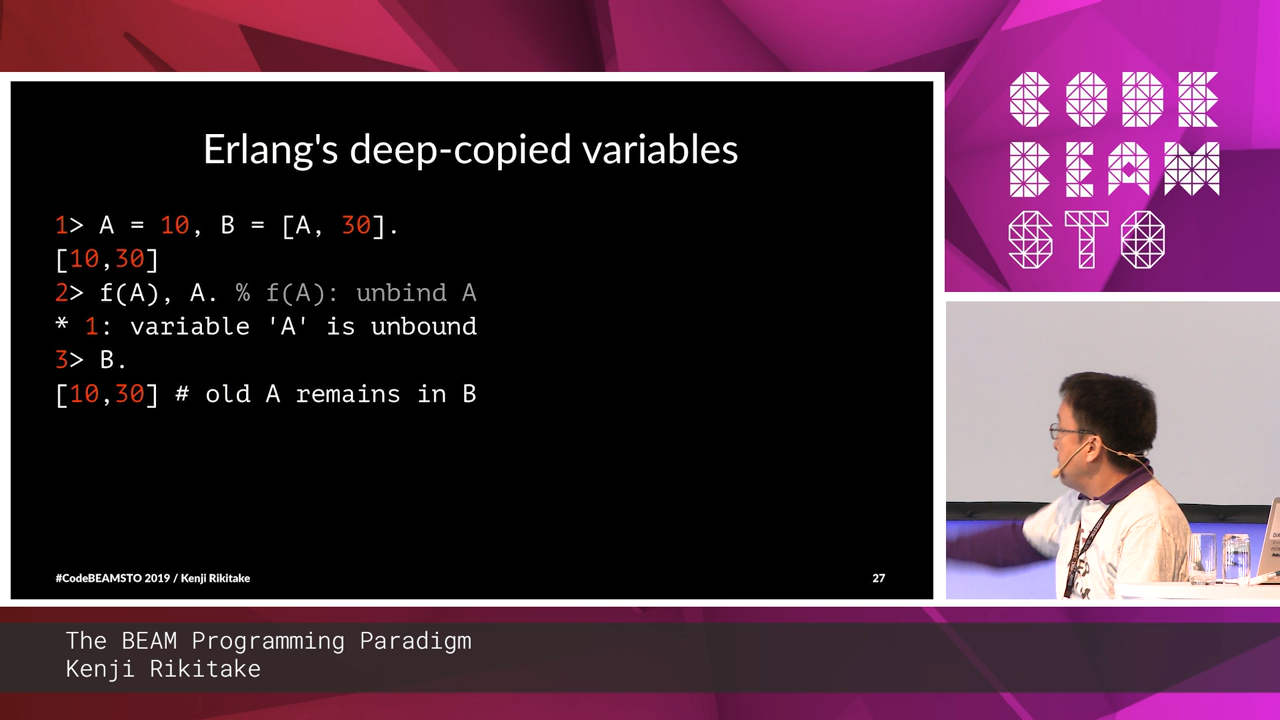 CODE
BEAM
STO
Erlang's deep-copied variables
1> A = 10, B = [A, 30].
[10,30]
2> f(A), A. % f(A): unbind A
* 1: variable 'A' is unbound
3> B.
[10,30] # old A remains in B
#CodeBEAMSTO 2019 / Kenji Rikitake
27
The BEAM Programming Paradigm
Kenji Rikitake